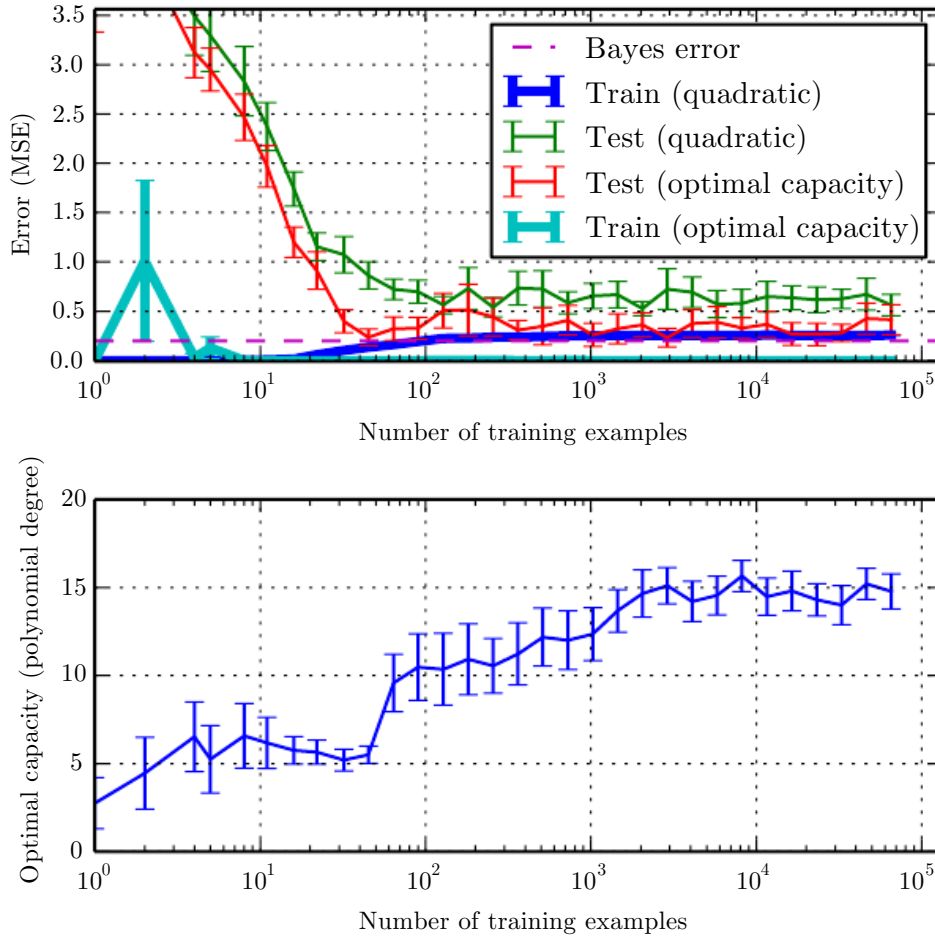 3.5
3.0
2.5
2.0
1.5
1.0
0.5
0.0
Error (MSE)
Bayes error
Train (quadratic)
Test (quadratic)
Test (optimal capacity)
Train (optimal capacity)
10^0 10^1 10^2 10^3 10^4 10^5
Number of training examples
20
15
10
5
0
Optimal capacity (polynomial degree)
10^0 10^1 10^2 10^3 10^4 10^5
Number of training examples